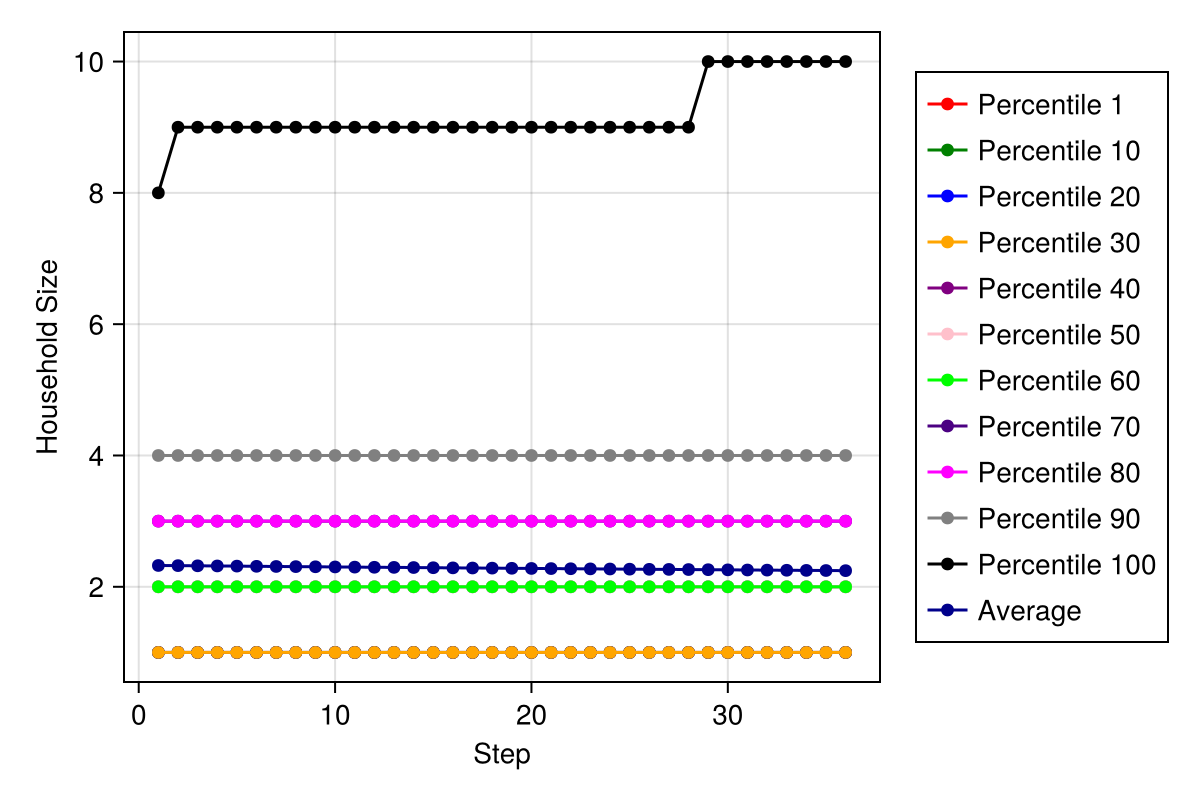 10
8
6
4
2
Household Size
0
10
20
30
Step
Percentile 1
Percentile 10
Percentile 20
Percentile 30
Percentile 40
Percentile 50
Percentile 60
Percentile 70
Percentile 80
Percentile 90
Percentile 100
Average